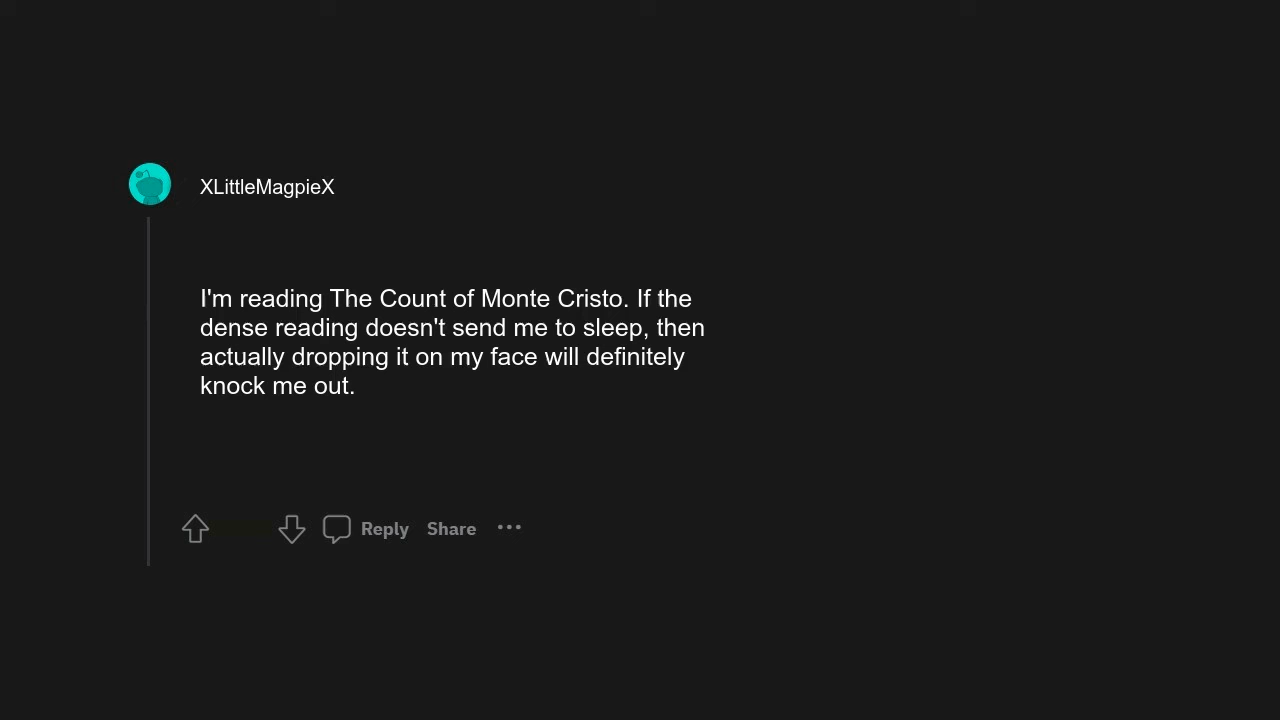 XLittleMagpieX
I'm reading The Count of Monte Cristo. If the
dense reading doesn't send me to sleep, then
actually dropping it on my face will definitely
knock me out.
Reply Share